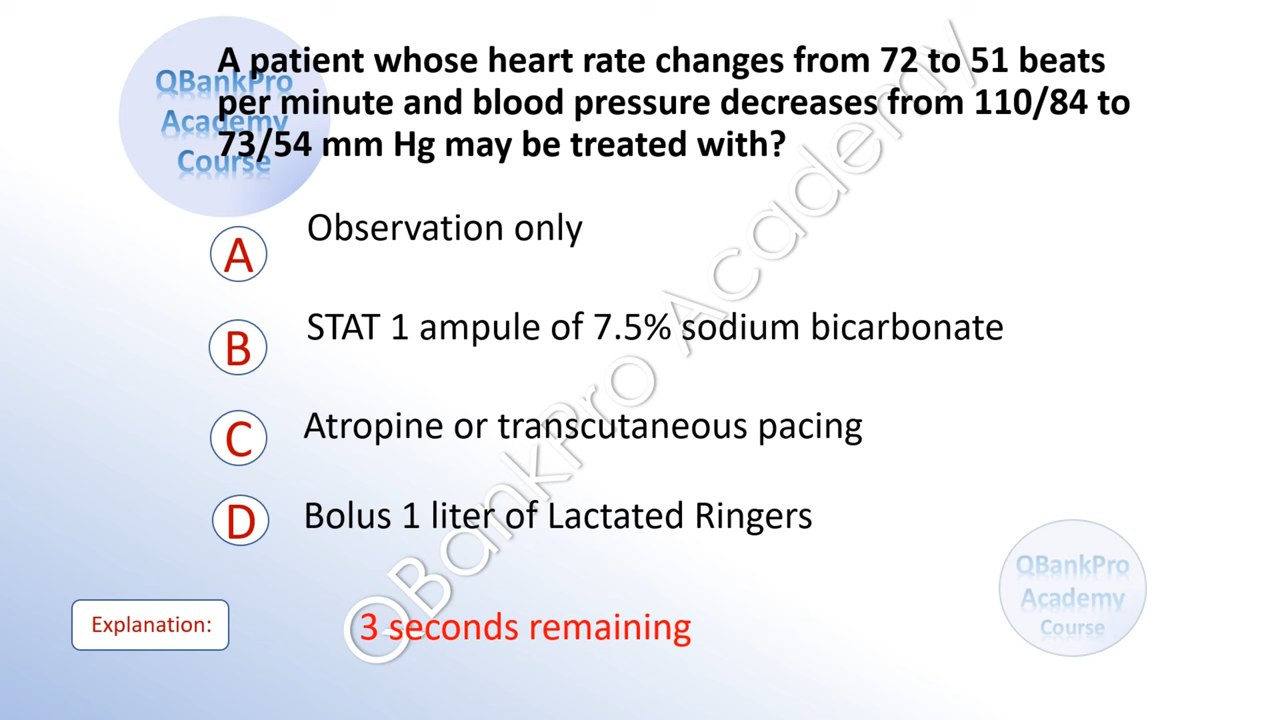 A patient whose heart rate changes from 72 to 51 beats
per minute and blood pressure decreases from 110/84 to
73/54 mm Hg may be treated with?
QBankPro
Academy
Course
A
Observation only
B
STAT 1 ampule of 7.5% sodium bicarbonate
C
Atropine or transcutaneous pacing
D
Bolus 1 liter of Lactated Ringers
QBankPro Academy
Explanation:
3 seconds remaining
QBankPro
Academy
Course